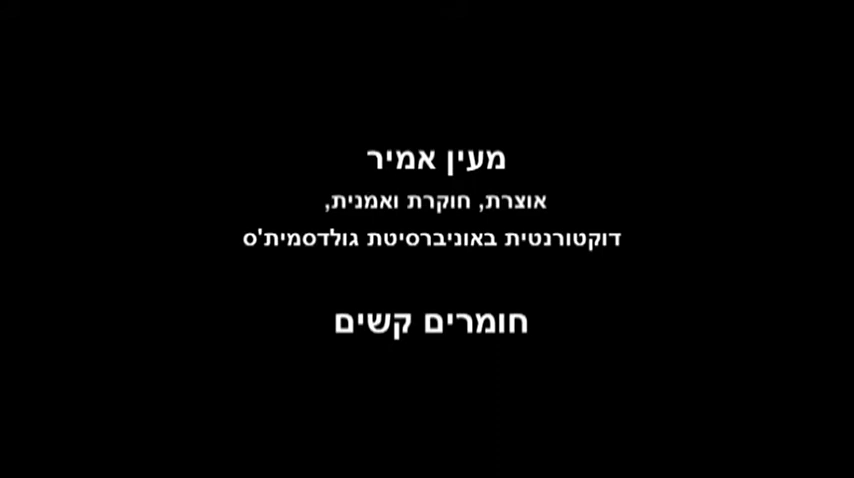 מעין אמיר
אוצרת, חוקרת ואמנית,
דוקטורנטית באוניברסיטת גולדסמית'ס
חומרים קשים